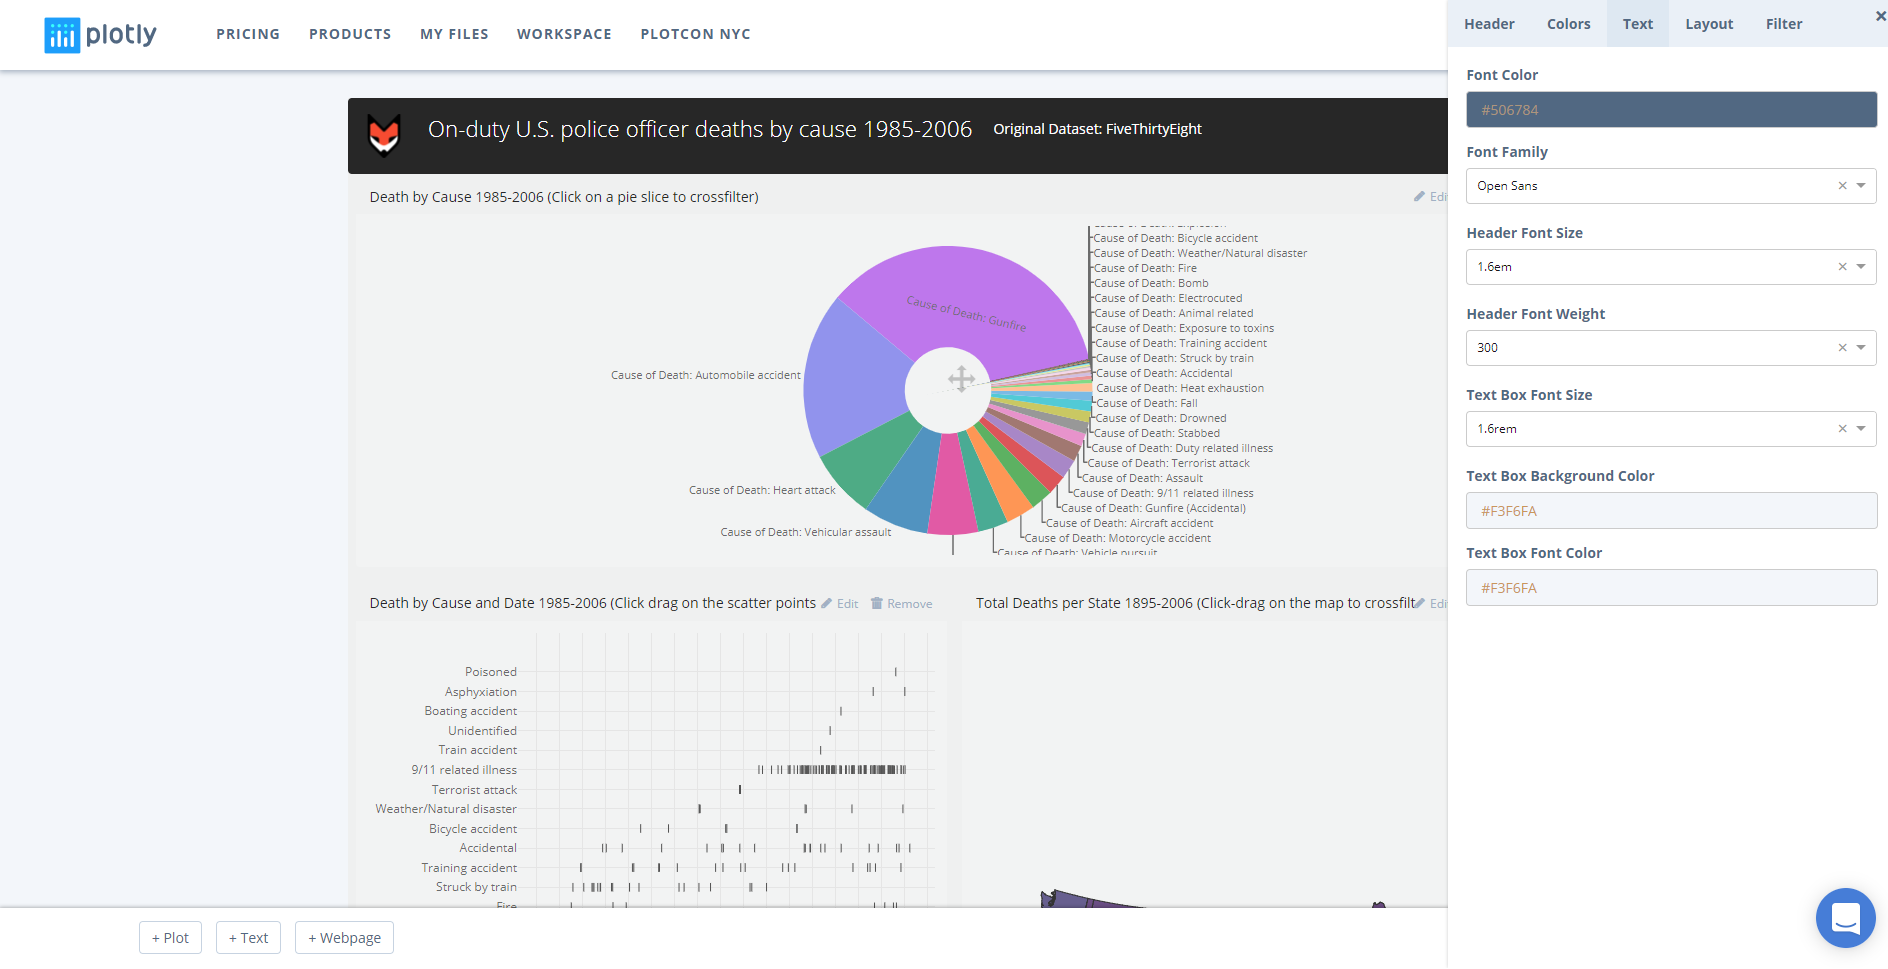 plotly
PRICING PRODUCTS MY FILES WORKSPACE PLOTCON NYC
On-duty U.S. police officer deaths by cause 1985-2006 Original Dataset: FiveThirtyEight
Death by Cause 1985-2006 (Click on a pie slice to crossfilter)
Edi
Cause of Death: Explosion
Cause of Death: Bicycle accident
Cause of Death: Weather/Natural disaster
Cause of Death: Fire
Cause of Death: Bomb
Cause of Death: Electrocuted
Cause of Death: Animal related
Cause of Death: Exposure to toxins
Cause of Death: Training accident
Cause of Death: Struck by train
Cause of Death: Accidental
Cause of Death: Heat exhaustion
Cause of Death: Fall
Cause of Death: Drowned
Cause of Death: Stabbed
Cause of Death: Duty related illness
Cause of Death: Terrorist attack
Cause of Death: Assault
Cause of Death: 9/11 related illness
Cause of Death: Gunfire (Accidental)
Cause of Death: Aircraft accident
Cause of Death: Motorcycle accident
Cause of Death: Vehicle pursuit
Cause of Death: Gunfire
Cause of Death: Automobile accident
Cause of Death: Heart attack
Cause of Death: Vehicular assault
Death by Cause and Date 1985-2006 (Click drag on the scatter points Edit Remove
Total Deaths per State 1895-2006 (Click-drag on the map to crossfilt Edi
Poisoned
Asphyxiation
Boating accident
Unidentified
Train accident
9/11 related illness
Terrorist attack
Weather/Natural disaster
Bicycle accident
Accidental
Training accident
Struck by train
Fire
+ Plot + Text + Webpage
Header Colors Text Layout Filter ×
Font Color
#506784
Font Family
Open Sans ×
Header Font Size
1.6em ×
Header Font Weight
300 ×
Text Box Font Size
1.6rem ×
Text Box Background Color
#F3F6FA
Text Box Font Color
#F3F6FA